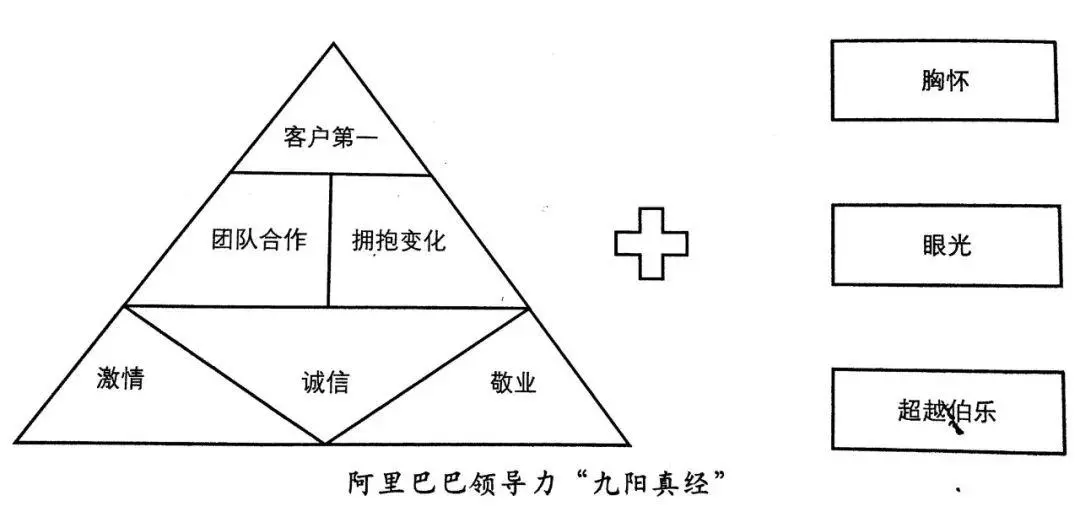 客户第一
团队合作 拥抱变化
激情 诚信 敬业
胸怀
眼光
超越伯乐
阿里巴巴领导力“九阳真经”